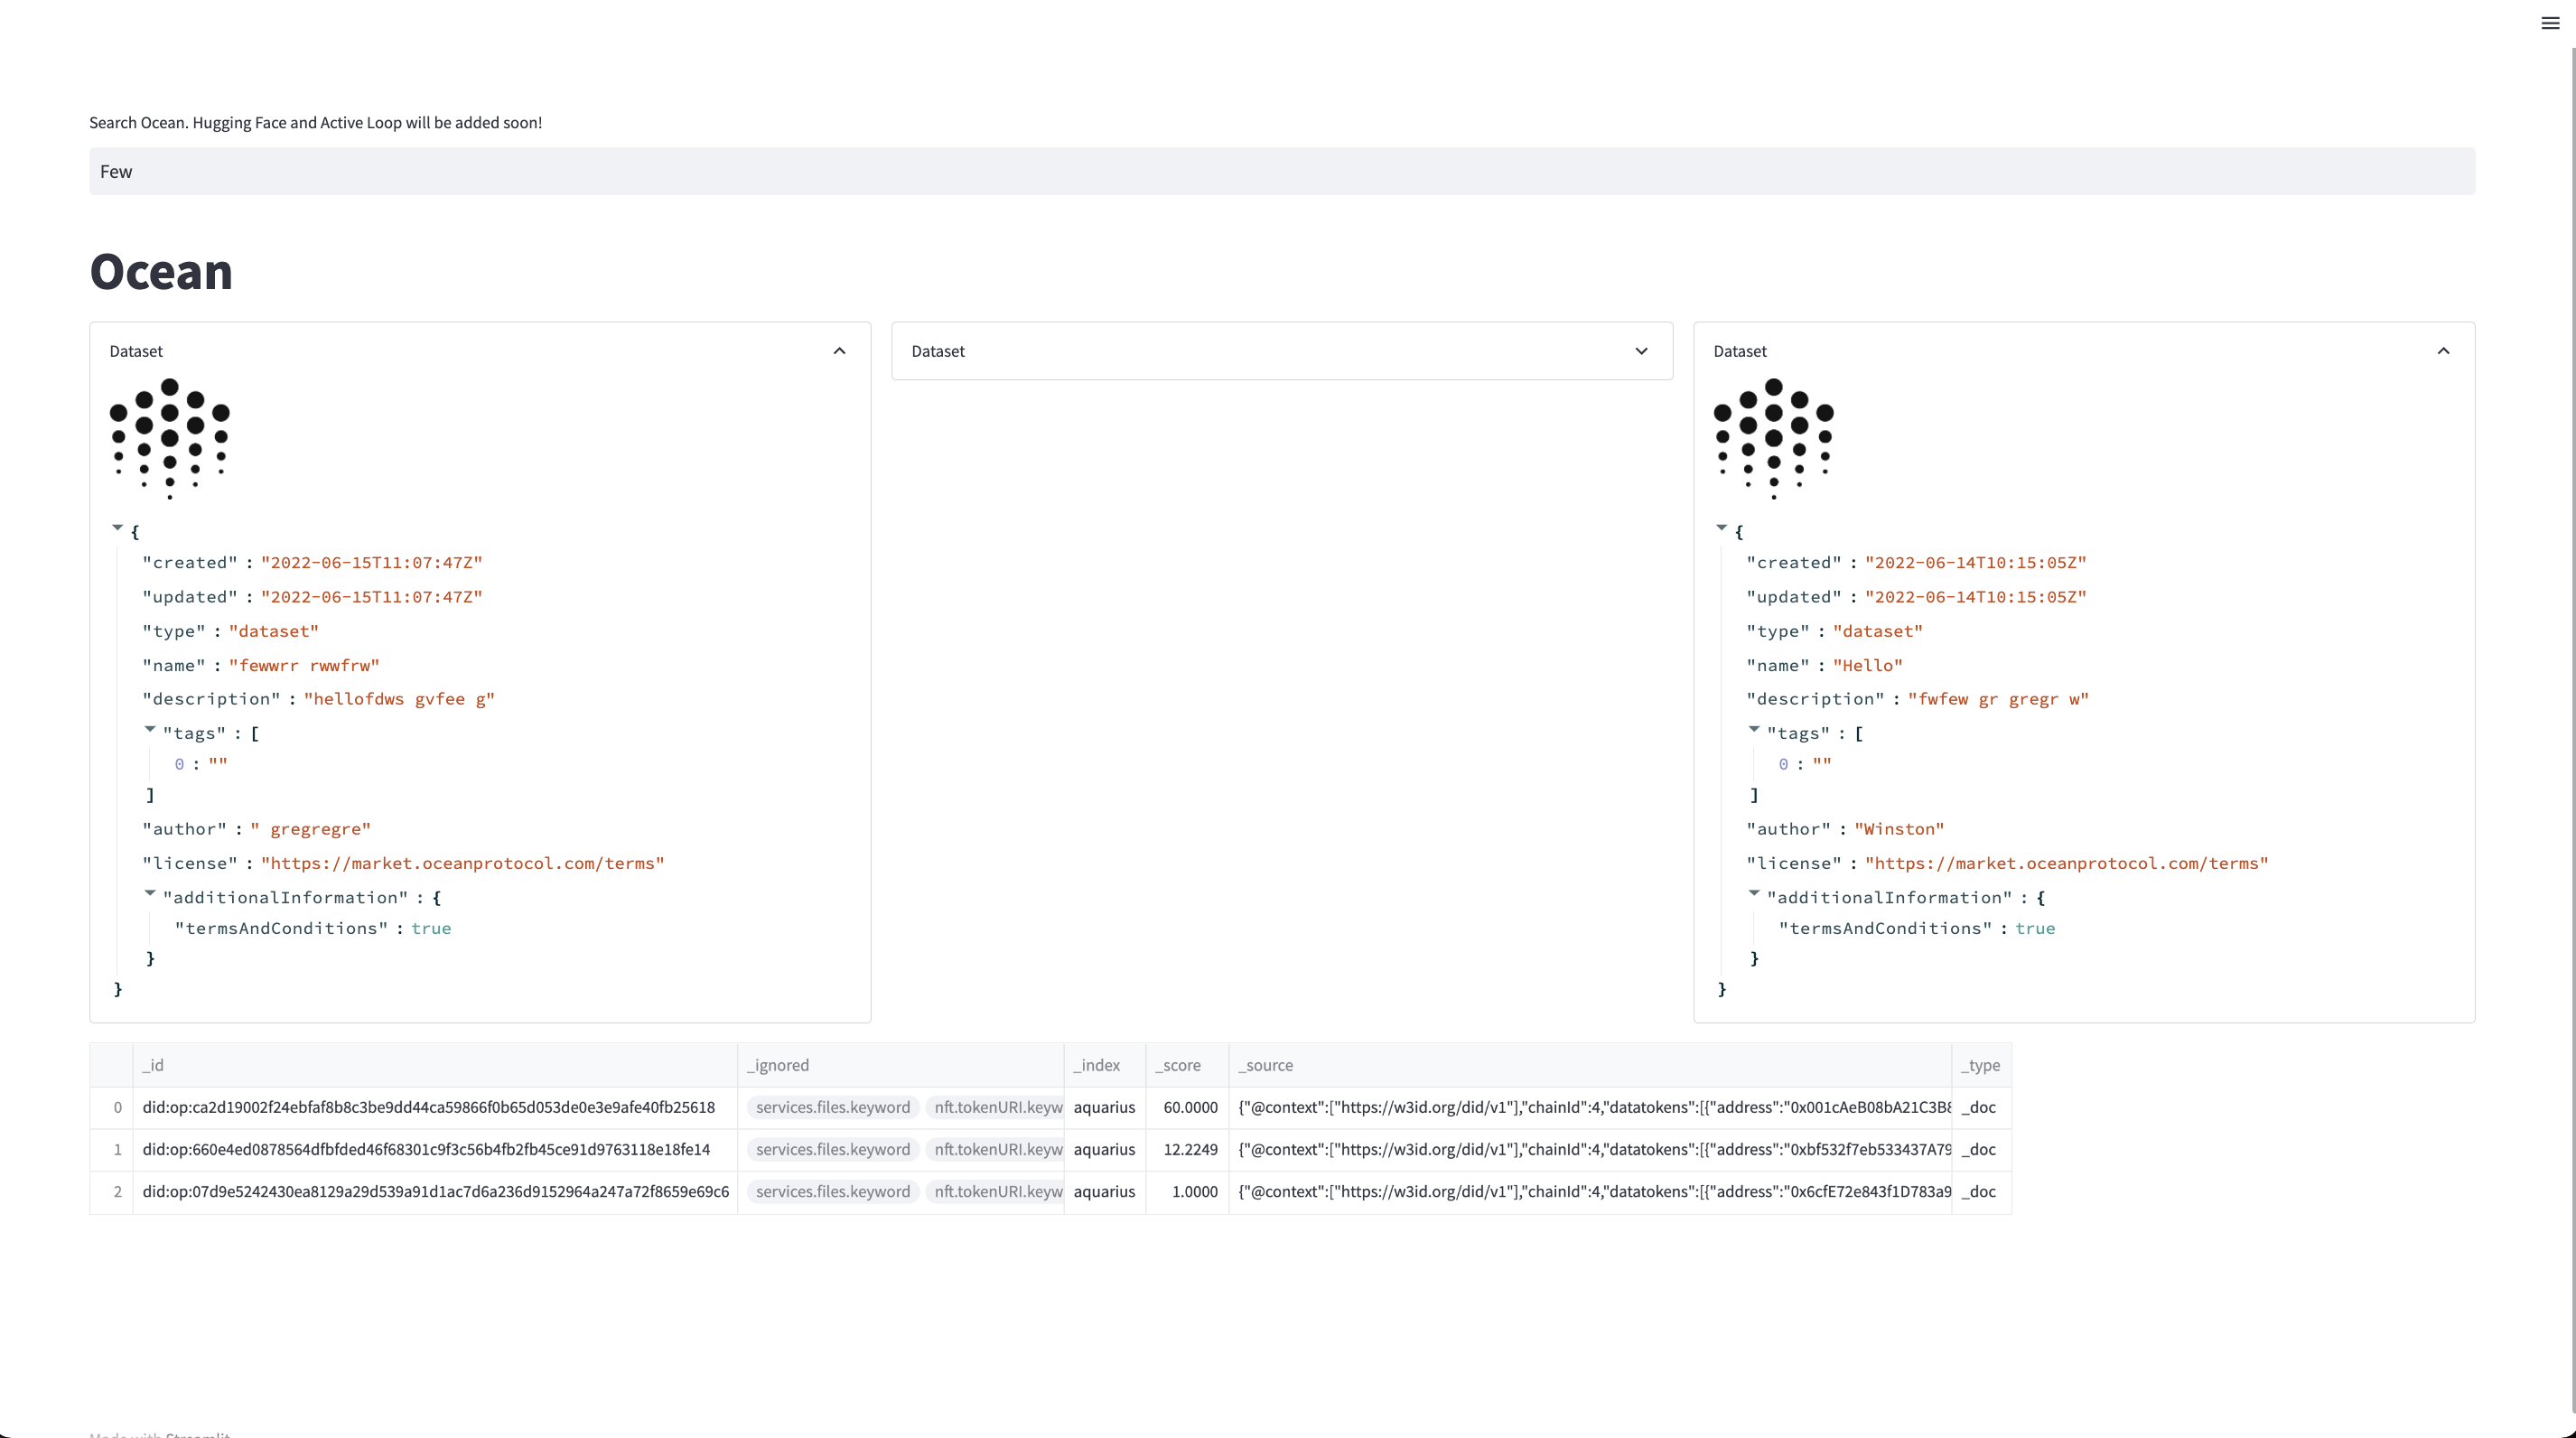 Search Ocean. Hugging Face and Active Loop will be added soon!
Few
Ocean
Dataset
{
"created" : "2022-06-15T11:07:47Z"
"updated" : "2022-06-15T11:07:47Z"
"type" : "dataset"
"name" : "fewwrr rwwfrw"
"description" : "hellofdws gvfee g"
"tags" : [
0 : ""
]
"author" : " gregregre"
"license" : "https://market.oceanprotocol.com/terms"
"additionalInformation" : {
"termsAndConditions" : true
}
}
Dataset
Dataset
{
"created" : "2022-06-14T10:15:05Z"
"updated" : "2022-06-14T10:15:05Z"
"type" : "dataset"
"name" : "Hello"
"description" : "fwfew gr gregr w"
"tags" : [
0 : ""
]
"author" : "Winston"
"license" : "https://market.oceanprotocol.com/terms"
"additionalInformation" : {
"termsAndConditions" : true
}
}
_id _ignored _index _score _source _type
0 did:op:ca2d19002f24ebfaf8b8c3be9dd44ca59866f0b65d053de0e3e9afe40fb25618 services.files.keyword nft.tokenURI.keyw aquarius 60.0000 {"@context":["https://w3id.org/did/v1"],"chainId":4,"datatokens":[{"address":"0x001cAeB08bA21C3B8 _doc
1 did:op:660e4ed0878564dfbfded46f68301c9f3c56b4fb2fb45ce91d9763118e18fe14 services.files.keyword nft.tokenURI.keyw aquarius 12.2249 {"@context":["https://w3id.org/did/v1"],"chainId":4,"datatokens":[{"address":"0xbf532f7eb533437A79 _doc
2 did:op:07d9e5242430ea8129a29d539a91d1ac7d6a236d9152964a247a72f8659e69c6 services.files.keyword nft.tokenURI.keyw aquarius 1.0000 {"@context":["https://w3id.org/did/v1"],"chainId":4,"datatokens":[{"address":"0x6cfE72e843f1D783a9 _doc
Made with Streamlit